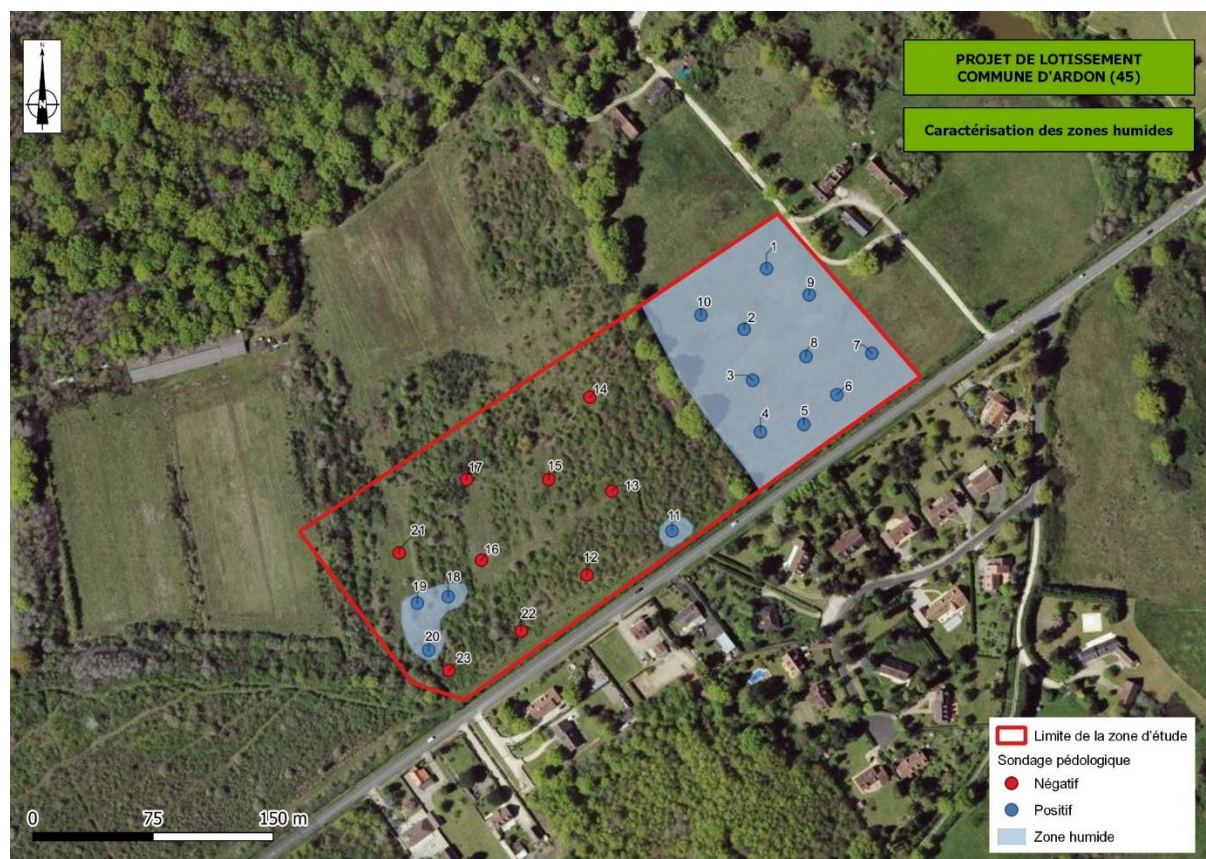 N
N
PROJET DE LOTISSEMENT
COMMUNE D'ARDON (45)
Caractérisation des zones humides
1
9
10
2
8
7
3
6
4
5
14
17
15
13
11
21
16
12
19
18
20
22
23
0 75 150 m
Limite de la zone d'étude
Sondage pédologique
Négatif
Positif
Zone humide